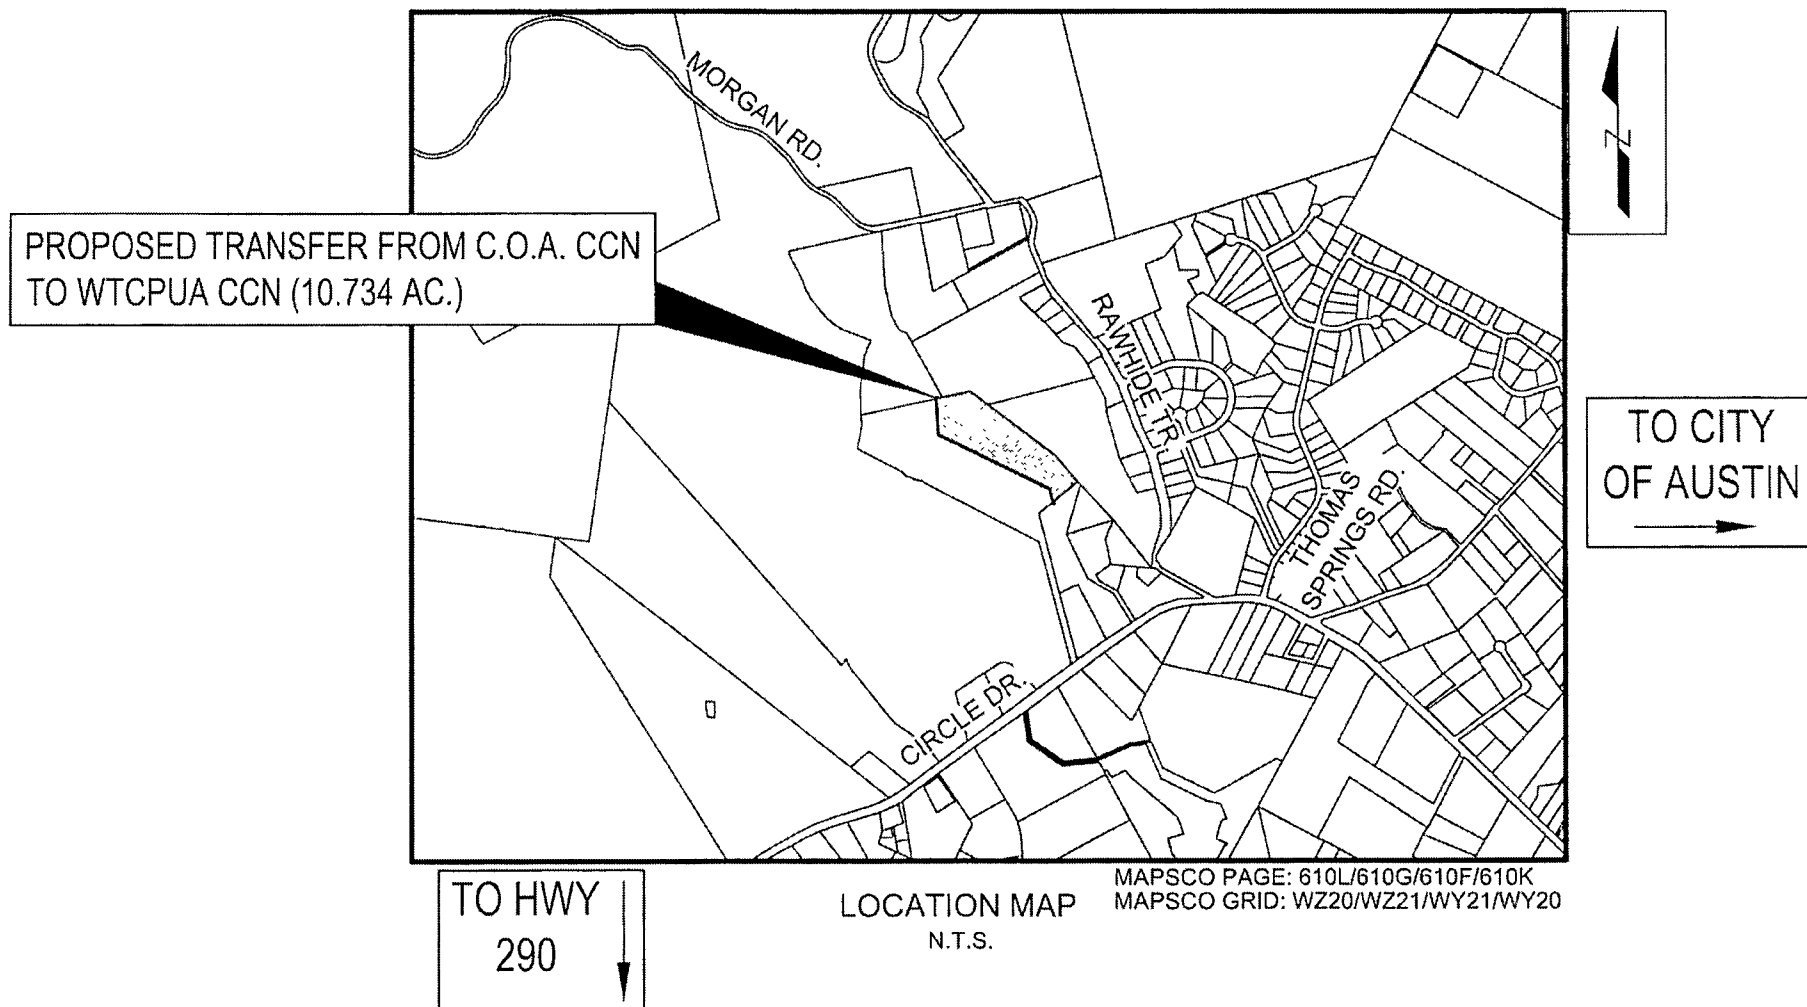 MORGAN RD.
N
PROPOSED TRANSFER FROM C.O.A. CCN
TO WTCPUA CCN (10.734 AC.)
RAWHIDE TR.
TO CITY
OF AUSTIN
THOMAS
SPRINGS RD.
CIRCLE DR.
TO HWY
290
LOCATION MAP
N.T.S.
MAPSCO PAGE: 610L/610G/610F/610K
MAPSCO GRID: WZ20/WZ21/WY21/WY20